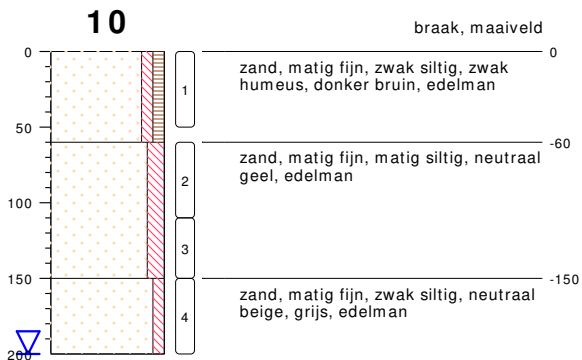 10
braak, maaiveld
0
0
zand, matig fijn, zwak siltig, zwak
humeus, donker bruin, edelman
1
50
-60
zand, matig fijn, matig siltig, neutraal
geel, edelman
2
100
3
150
-150
zand, matig fijn, zwak siltig, neutraal
beige, grijs, edelman
4
200